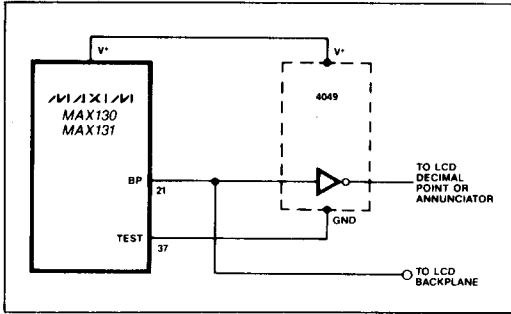 V+
V+
MAXIM
MAX130
MAX131
4049
BP
21
TO LCD
DECIMAL
POINT OR
ANNUNCIATOR
GND
TEST
37
TO LCD
BACKPLANE